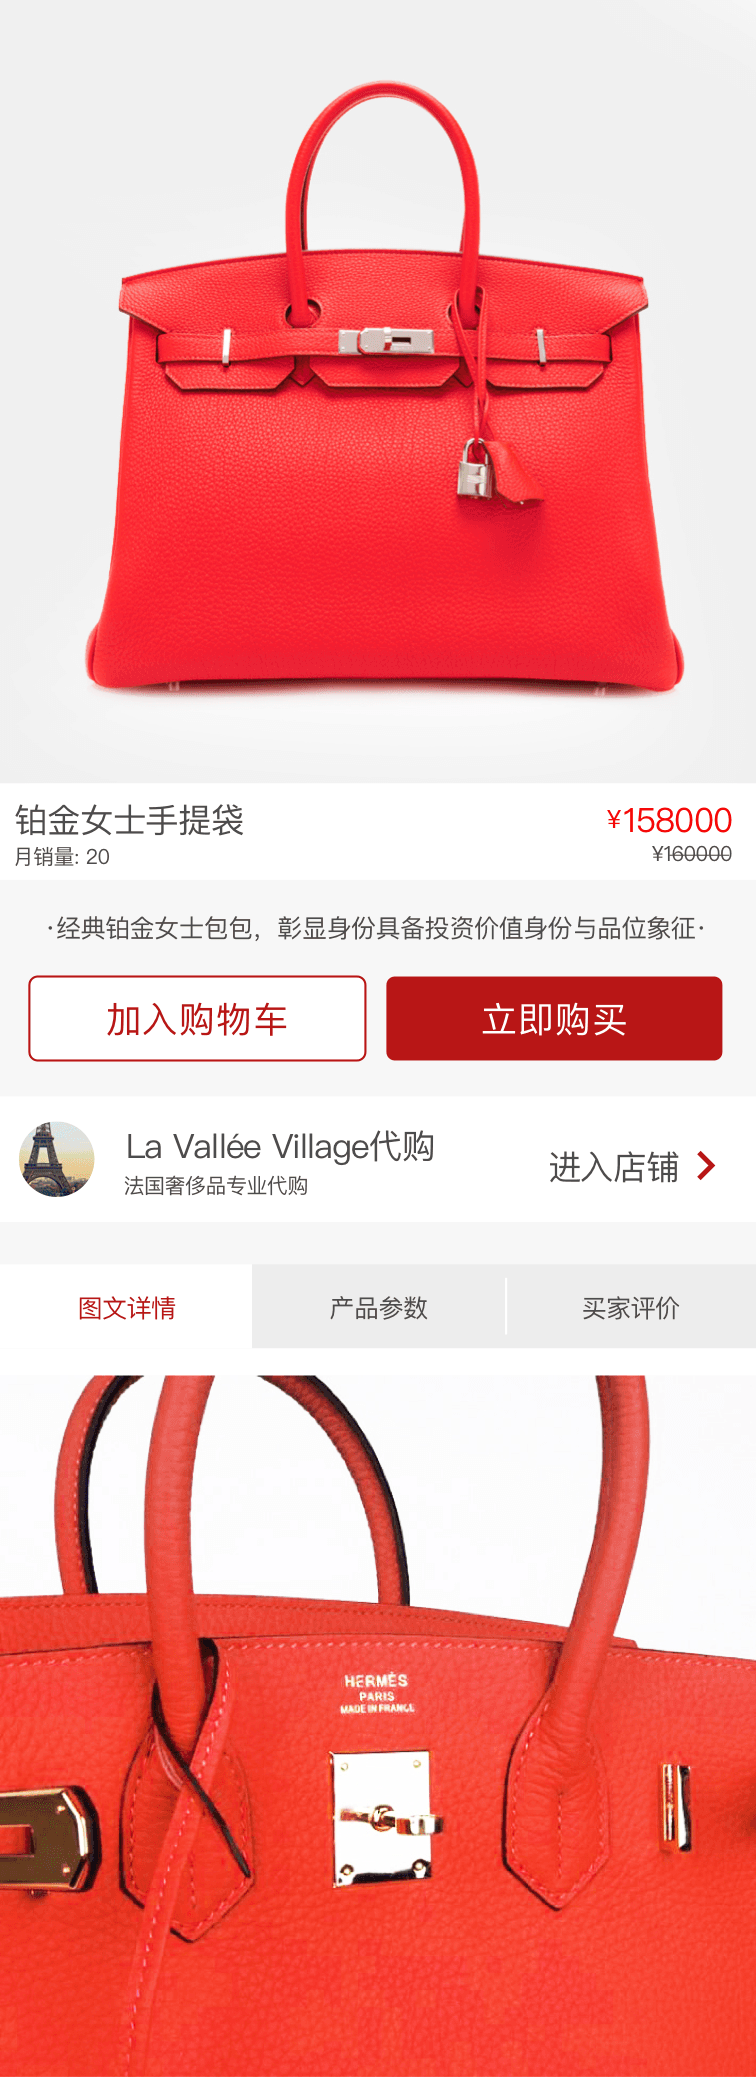 铂金女士手提袋
¥158000
月销量: 20
¥160000
·经典铂金女士包包，彰显身份具备投资价值身份与品位象征·
加入购物车
立即购买
La Vallée Village代购
法国奢侈品专业代购
进入店铺
图文详情
产品参数
买家评价
HERMÈS
PARIS
MADE IN FRANCE